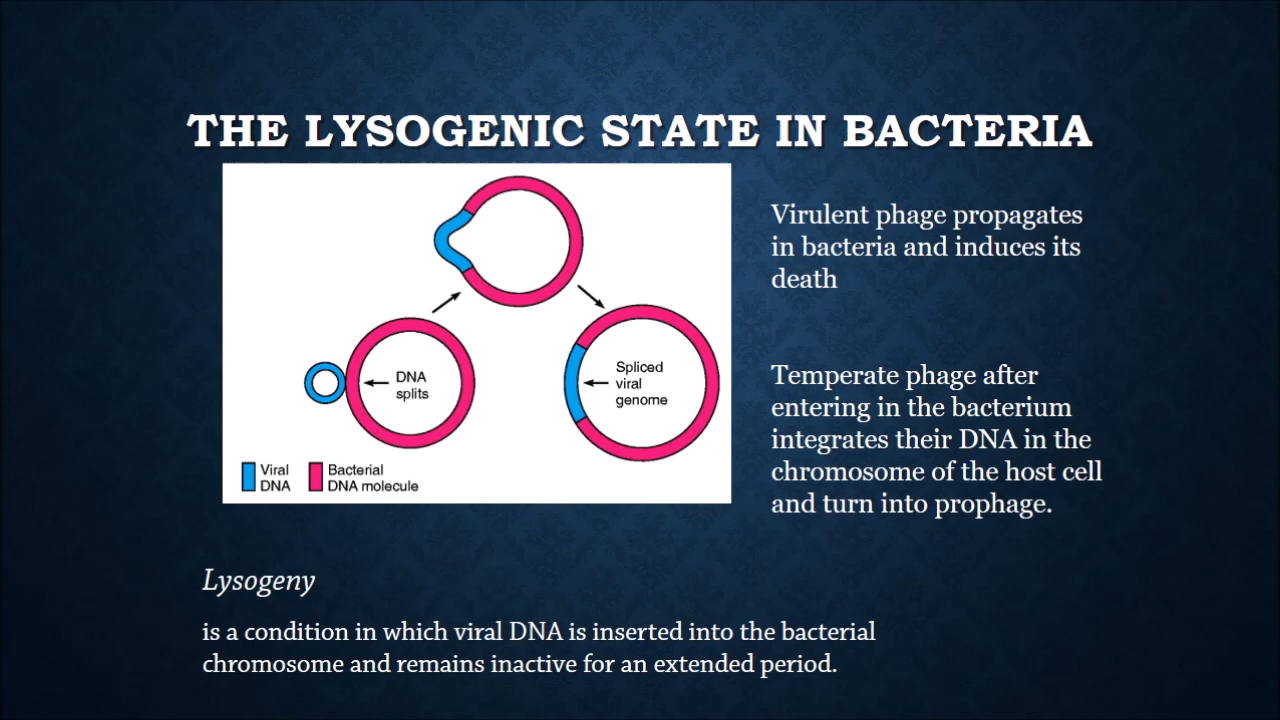 THE LYSOGENIC STATE IN BACTERIA
DNA
splits
Spliced
viral
genome
Viral
DNA
Bacterial
DNA molecule
Virulent phage propagates
in bacteria and induces its
death
Temperate phage after
entering in the bacterium
integrates their DNA in the
chromosome of the host cell
and turn into prophage.
Lysogeny
is a condition in which viral DNA is inserted into the bacterial
chromosome and remains inactive for an extended period.